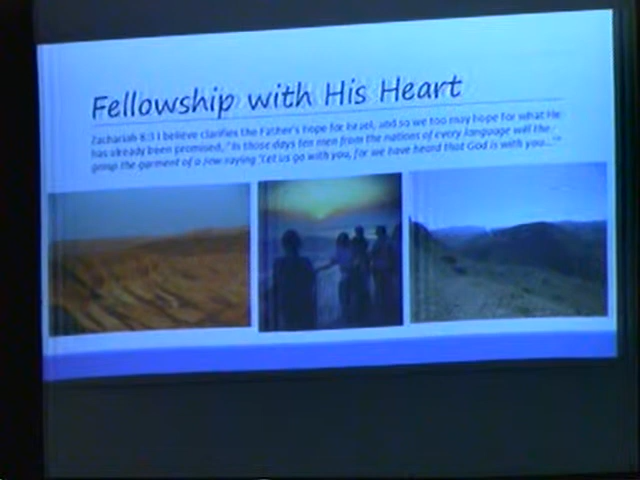 Fellowship with His Heart
Zachariah 8:3 I believe clarifies the Father's hope for Israel, and so we too may hope for what He
has already been promised, "In those days ten men from the nations of every language will the
grasp the garment of a Jew saying 'Let us go with you, for we have heard that God is with you...'"